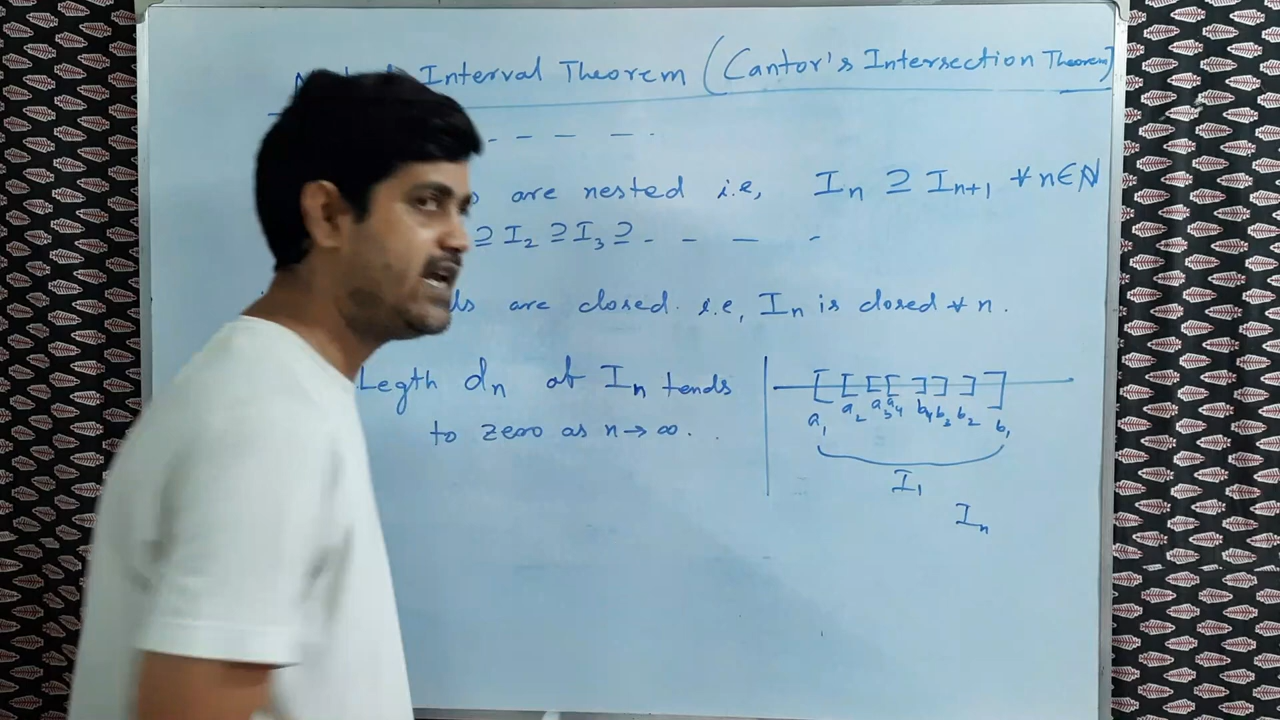 Interval Theorem (Cantor's Intersection Theorem)
- - - - .
are nested i.e, Iₙ ⊇ Iₙ₊₁ ∀ n∈ℕ
⊇ I₂ ⊇ I₃ ⊇ - - - -
are closed. i.e, Iₙ is closed ∀ n.
Legth dₙ of Iₙ tends
to zero as n→∞.
[ [ [ [ ] ] ] ]
a₁ a₂ a₃ a₄ b₄ b₃ b₂ b₁
I₁
Iₙ